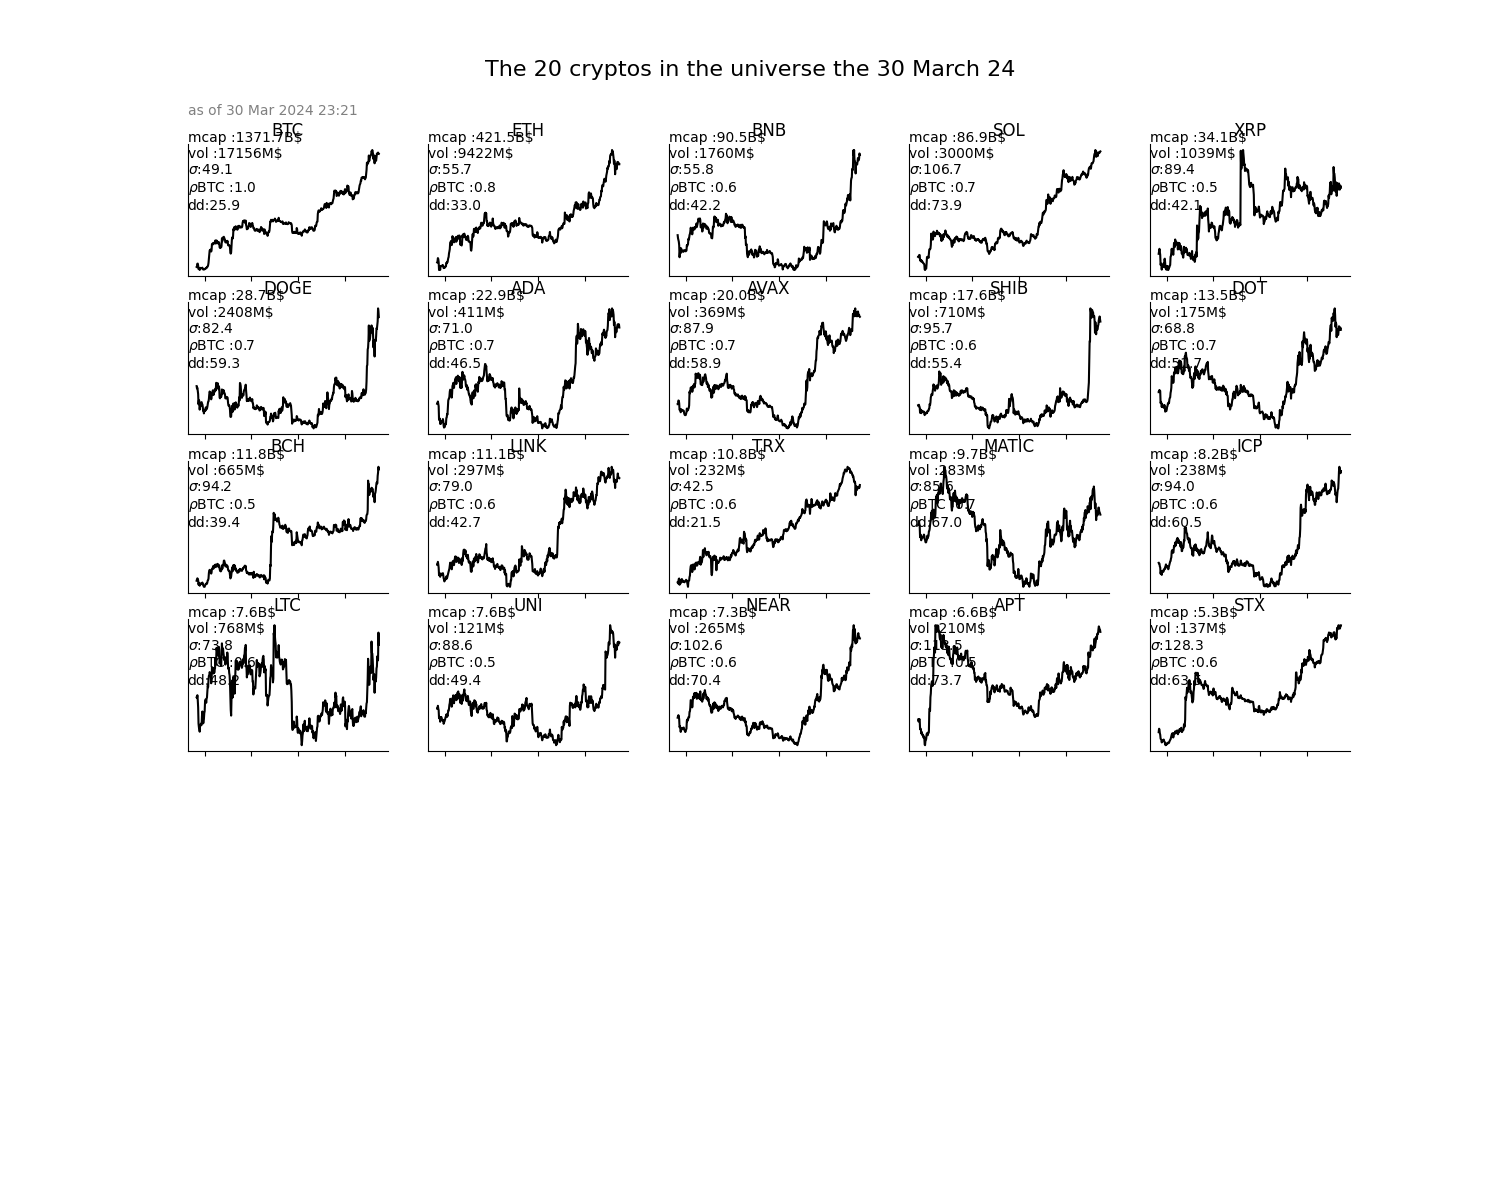 The 20 cryptos in the universe the 30 March 24
as of 30 Mar 2024 23:21
BTC
mcap :1371.7B$
vol :17156M$
σ:49.1
ρBTC :1.0
dd:25.9
ETH
mcap :421.5B$
vol :9422M$
σ:55.7
ρBTC :0.8
dd:33.0
BNB
mcap :90.5B$
vol :1760M$
σ:55.8
ρBTC :0.6
dd:42.2
SOL
mcap :86.9B$
vol :3000M$
σ:106.7
ρBTC :0.7
dd:73.9
XRP
mcap :34.1B$
vol :1039M$
σ:89.4
ρBTC :0.5
dd:42.1
DOGE
mcap :28.7B$
vol :2408M$
σ:82.4
ρBTC :0.7
dd:59.3
ADA
mcap :22.9B$
vol :411M$
σ:71.0
ρBTC :0.7
dd:46.5
AVAX
mcap :20.0B$
vol :369M$
σ:87.9
ρBTC :0.7
dd:58.9
SHIB
mcap :17.6B$
vol :710M$
σ:95.7
ρBTC :0.6
dd:55.4
DOT
mcap :13.5B$
vol :175M$
σ:68.8
ρBTC :0.7
BCH
mcap :11.8B$
vol :665M$
σ:94.2
ρBTC :0.5
dd:39.4
LINK
mcap :11.1B$
vol :297M$
σ:79.0
ρBTC :0.6
dd:42.7
TRX
mcap :10.8B$
vol :232M$
σ:42.5
ρBTC :0.6
dd:21.5
MATIC
mcap :9.7B$
vol :283M$
ρBTC :0.7
dd:67.0
ICP
mcap :8.2B$
vol :238M$
σ:94.0
ρBTC :0.6
dd:60.5
LTC
mcap :7.6B$
vol :768M$
σ:73.8
ρBTC :0.6
dd:48.2
UNI
mcap :7.6B$
vol :121M$
σ:88.6
ρBTC :0.5
dd:49.4
NEAR
mcap :7.3B$
vol :265M$
σ:102.6
ρBTC :0.6
dd:70.4
APT
mcap :6.6B$
vol :210M$
ρBTC :0.5
dd:73.7
STX
mcap :5.3B$
vol :137M$
σ:128.3
ρBTC :0.6